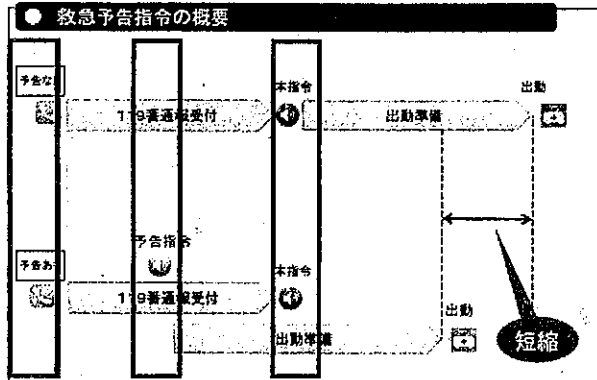 ● 救急予告指令の概要
予告なし
本指令
出動
119番通報受付
出動準備
予告指令
予告あり
本指令
119番通報受付
出動
出動準備
短縮